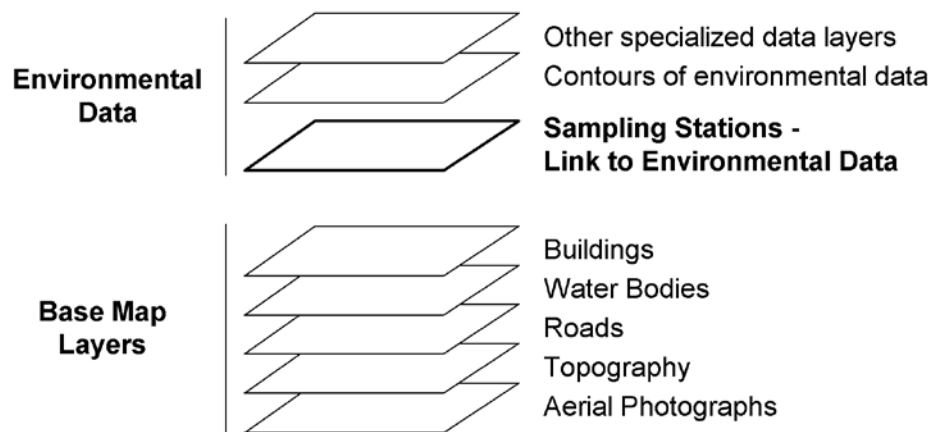 Environmental
Data
Other specialized data layers
Contours of environmental data
Sampling Stations -
Link to Environmental Data
Base Map
Layers
Buildings
Water Bodies
Roads
Topography
Aerial Photographs